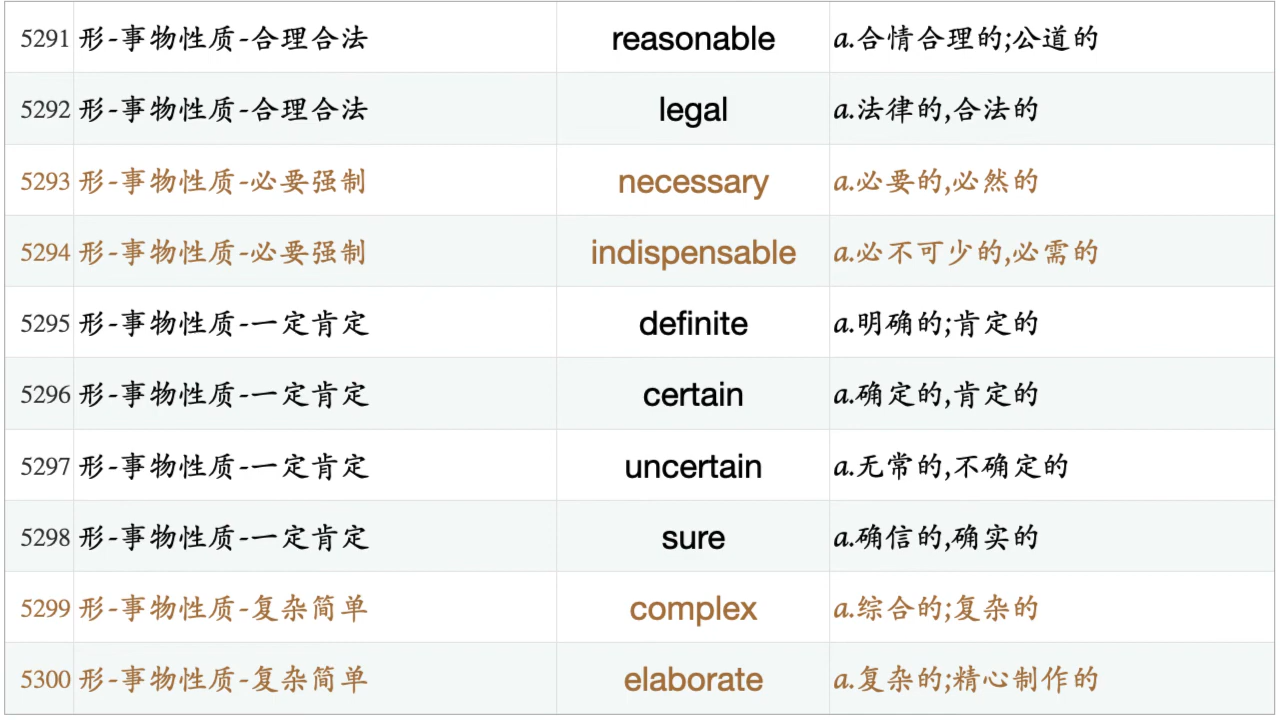 5291 形-事物性质-合理合法 reasonable a.合情合理的;公道的
5292 形-事物性质-合理合法 legal a.法律的,合法的
5293 形-事物性质-必要强制 necessary a.必要的,必然的
5294 形-事物性质-必要强制 indispensable a.必不可少的,必需的
5295 形-事物性质-一定肯定 definite a.明确的;肯定的
5296 形-事物性质-一定肯定 certain a.确定的,肯定的
5297 形-事物性质-一定肯定 uncertain a.无常的,不确定的
5298 形-事物性质-一定肯定 sure a.确信的,确实的
5299 形-事物性质-复杂简单 complex a.综合的;复杂的
5300 形-事物性质-复杂简单 elaborate a.复杂的;精心制作的